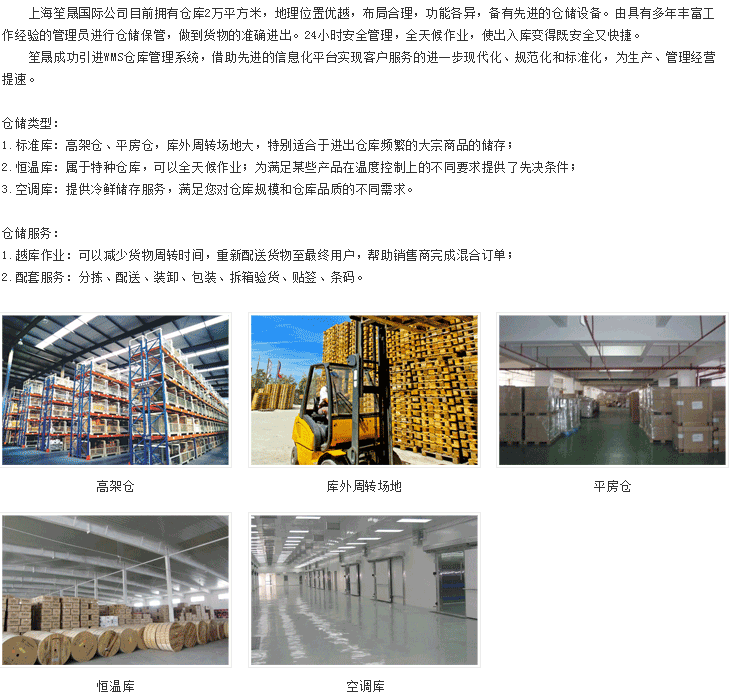 上海笙晟国际公司目前拥有仓库2万平方米，地理位置优越，布局合理，功能各异，备有先进的仓储设备。由具有多年丰富工
作经验的管理员进行仓储保管，做到货物的准确进出。24小时安全管理，全天候作业，使出入库变得既安全又快捷。
笙晟成功引进WMS仓库管理系统，借助先进的信息化平台实现客户服务的进一步现代化、规范化和标准化，为生产、管理经营
提速。
仓储类型：
1.标准库：高架仓、平房仓，库外周转场地大，特别适合于进出仓库频繁的大宗商品的储存；
2.恒温库：属于特种仓库，可以全天候作业；为满足某些产品在温度控制上的不同要求提供了先决条件；
3.空调库：提供冷鲜储存服务，满足您对仓库规模和仓库品质的不同需求。
仓储服务：
1.越库作业：可以减少货物周转时间，重新配送货物至最终用户，帮助销售商完成混合订单；
2.配套服务：分拣、配送、装卸、包装、拆箱验货、贴签、条码。
高架仓
库外周转场地
平房仓
恒温库
空调库